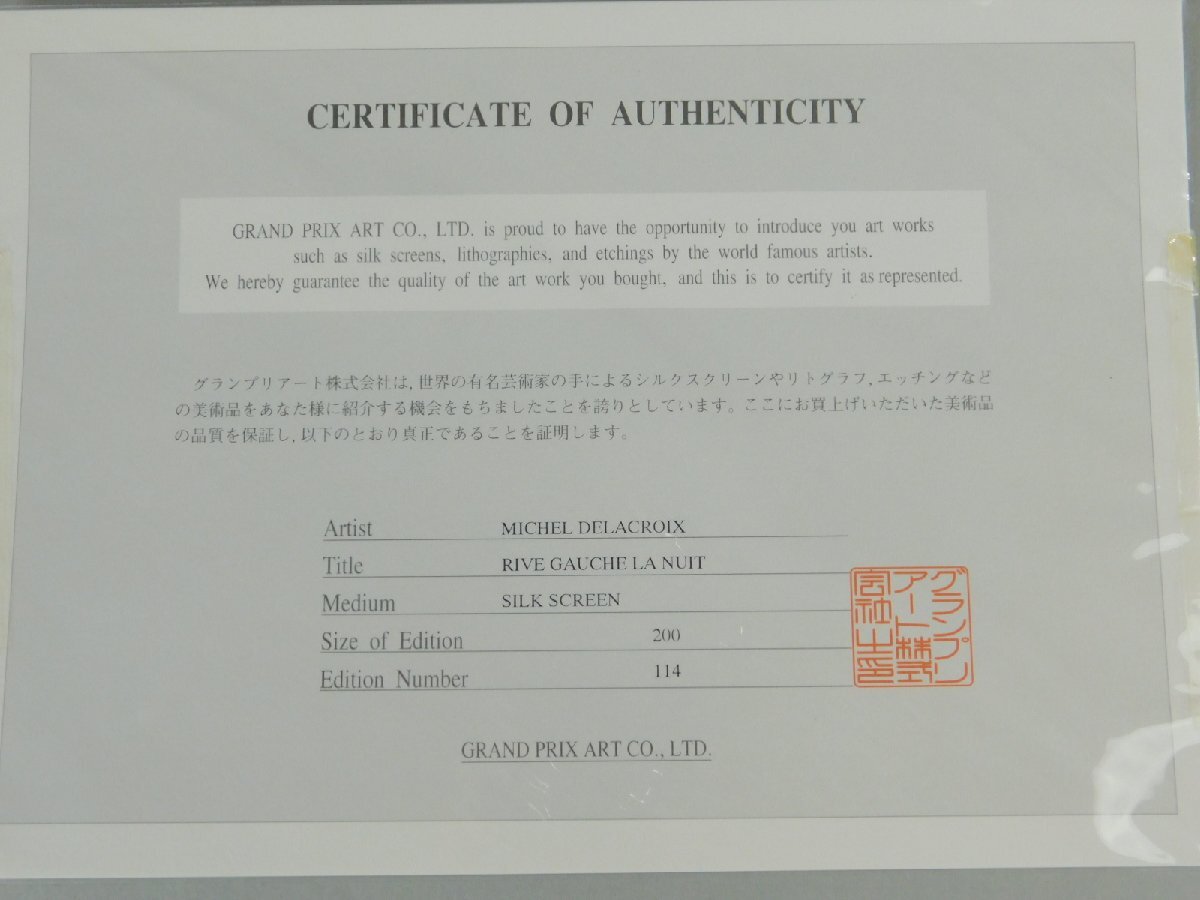 CERTIFICATE OF AUTHENTICITY
GRAND PRIX ART CO., LTD. is proud to have the opportunity to introduce you art works
such as silk screens, lithographies, and etchings by the world famous artists.
We hereby guarantee the quality of the art work you bought, and this is to certify it as represented.
グランプリアート株式会社は,世界の有名芸術家の手によるシルクスクリーンやリトグラフ,エッチングなど
の美術品をあなた様に紹介する機会をもちましたことを誇りとしています。ここにお買上げいただいた美術品
の品質を保証し,以下のとおり真正であることを証明します。
Artist MICHEL DELACROIX
Title RIVE GAUCHE LA NUIT
Medium SILK SCREEN
Size of Edition 200
Edition Number 114
グランプリ
アート株式
会社之印
GRAND PRIX ART CO., LTD.